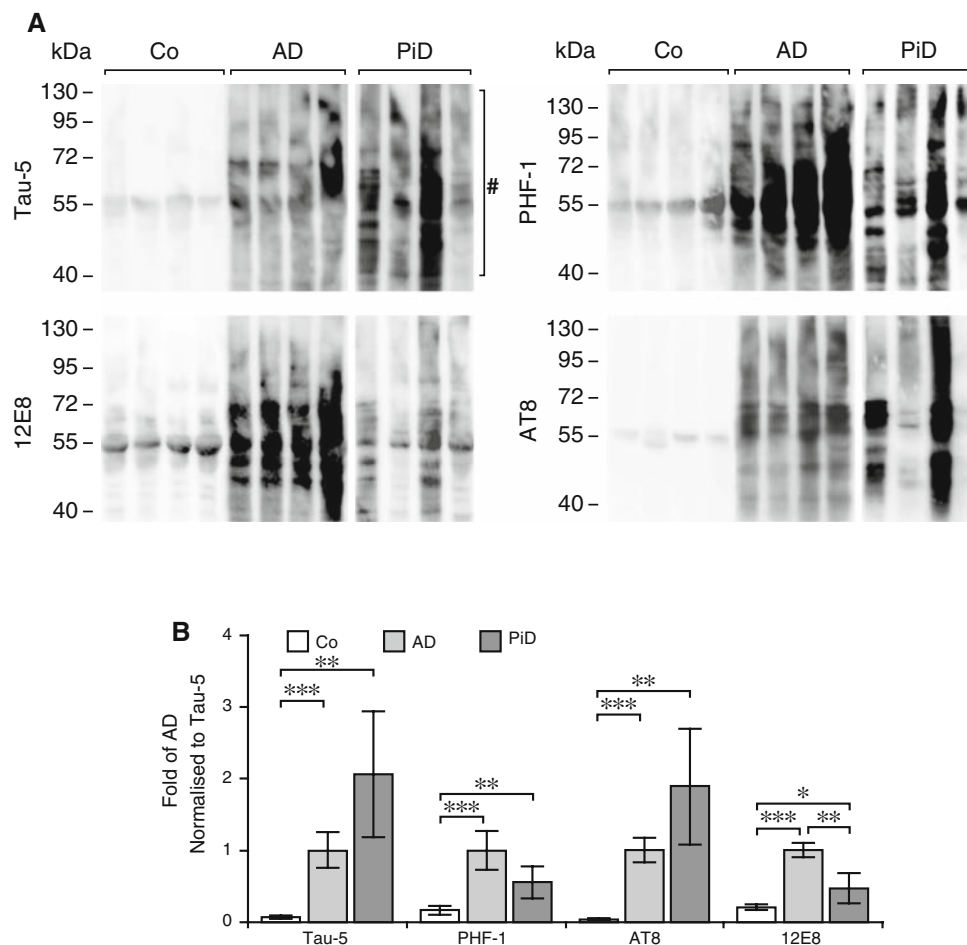 A
kDa Co AD PiD
130 –
95 –
72 –
55 –
40 –
Tau-5
#
kDa Co AD PiD
130 –
95 –
72 –
55 –
40 –
PHF-1
130 –
95 –
72 –
55 –
40 –
12E8
130 –
95 –
72 –
55 –
40 –
AT8
B
Fold of AD
Normalised to Tau-5
4
3
2
1
0
Co AD PiD
**
***
**
***
**
***
*
*** **
Tau-5 PHF-1 AT8 12E8